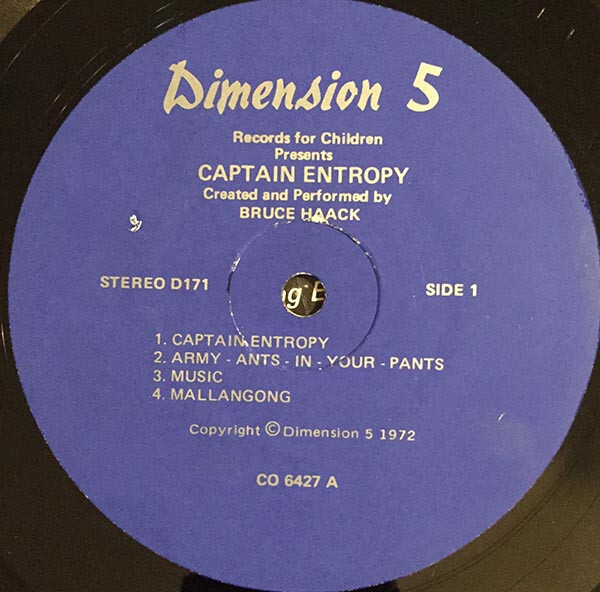 Dimension 5
Records for Children
Presents
CAPTAIN ENTROPY
Created and Performed by
BRUCE HAACK
STEREO D171
SIDE 1
1. CAPTAIN ENTROPY
2. ARMY - ANTS - IN - YOUR - PANTS
3. MUSIC
4. MALLANGONG
Copyright © Dimension 5 1972
CO 6427 A